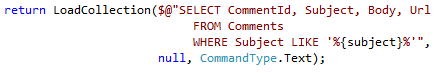 return LoadCollection($@"SELECT CommentId, Subject, Body, Url
FROM Comments
WHERE Subject LIKE '%{subject}%'",
null, CommandType.Text);